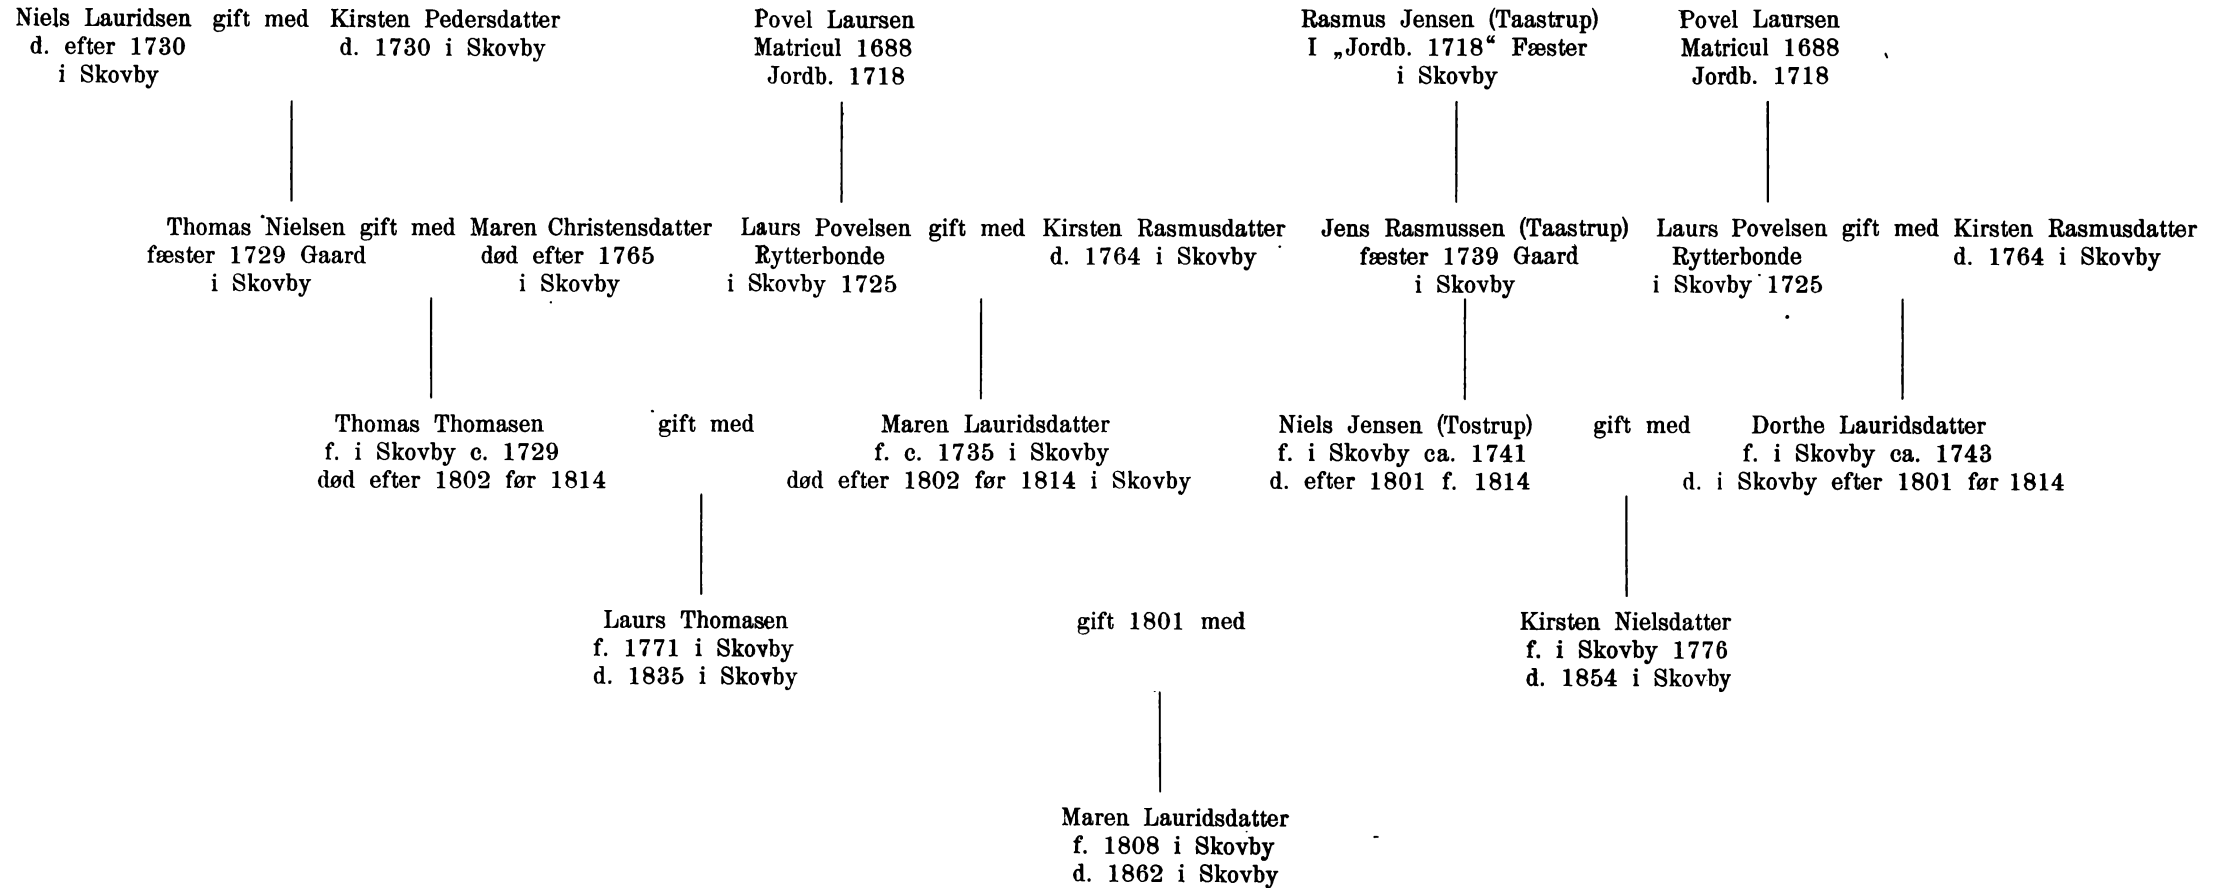 Niels Lauridsen gift med Kirsten Pedersdatter
d. efter 1730 d. 1730 i Skovby
i Skovby
Povel Laursen
Matricul 1688
Jordb. 1718
Rasmus Jensen (Taastrup)
I „Jordb. 1718“ Fæster
i Skovby
Povel Laursen
Matricul 1688
Jordb. 1718
Thomas Nielsen gift med Maren Christensdatter
fæster 1729 Gaard død efter 1765
i Skovby i Skovby
Laurs Povelsen gift med Kirsten Rasmusdatter
Rytterbonde d. 1764 i Skovby
i Skovby 1725
Jens Rasmussen (Taastrup)
fæster 1739 Gaard
i Skovby
Laurs Povelsen gift med Kirsten Rasmusdatter
Rytterbonde d. 1764 i Skovby
i Skovby 1725
Thomas Thomasen gift med Maren Lauridsdatter
f. i Skovby c. 1729 f. c. 1735 i Skovby
død efter 1802 før 1814 død efter 1802 før 1814 i Skovby
Niels Jensen (Tostrup) gift med Dorthe Lauridsdatter
f. i Skovby ca. 1741 f. i Skovby ca. 1743
d. efter 1801 f. 1814 d. i Skovby efter 1801 før 1814
Laurs Thomasen gift 1801 med Kirsten Nielsdatter
f. 1771 i Skovby f. i Skovby 1776
d. 1835 i Skovby d. 1854 i Skovby
Maren Lauridsdatter
f. 1808 i Skovby
d. 1862 i Skovby